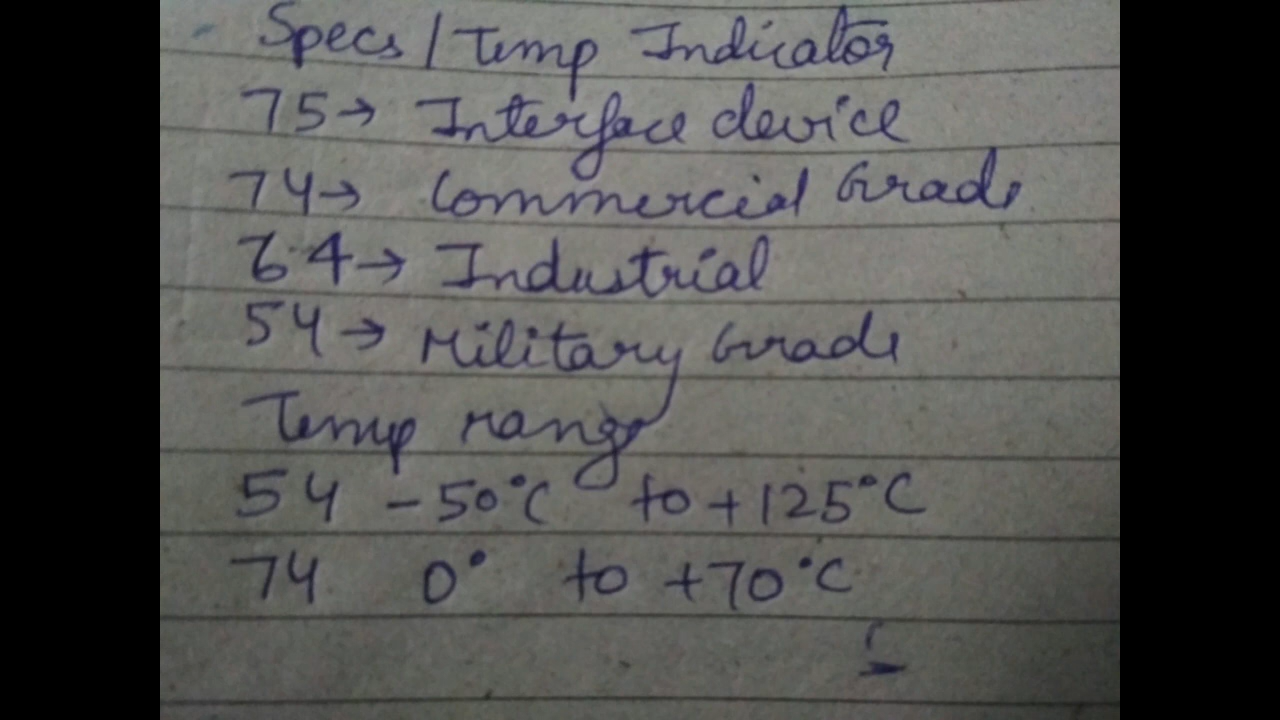 Specs / Temp Indicator
75→ Interface device
74→ Commercial Grade
64→ Industrial
54→ Military Grade
Temp range
54 -50°C to +125°C
74 0° to +70°C